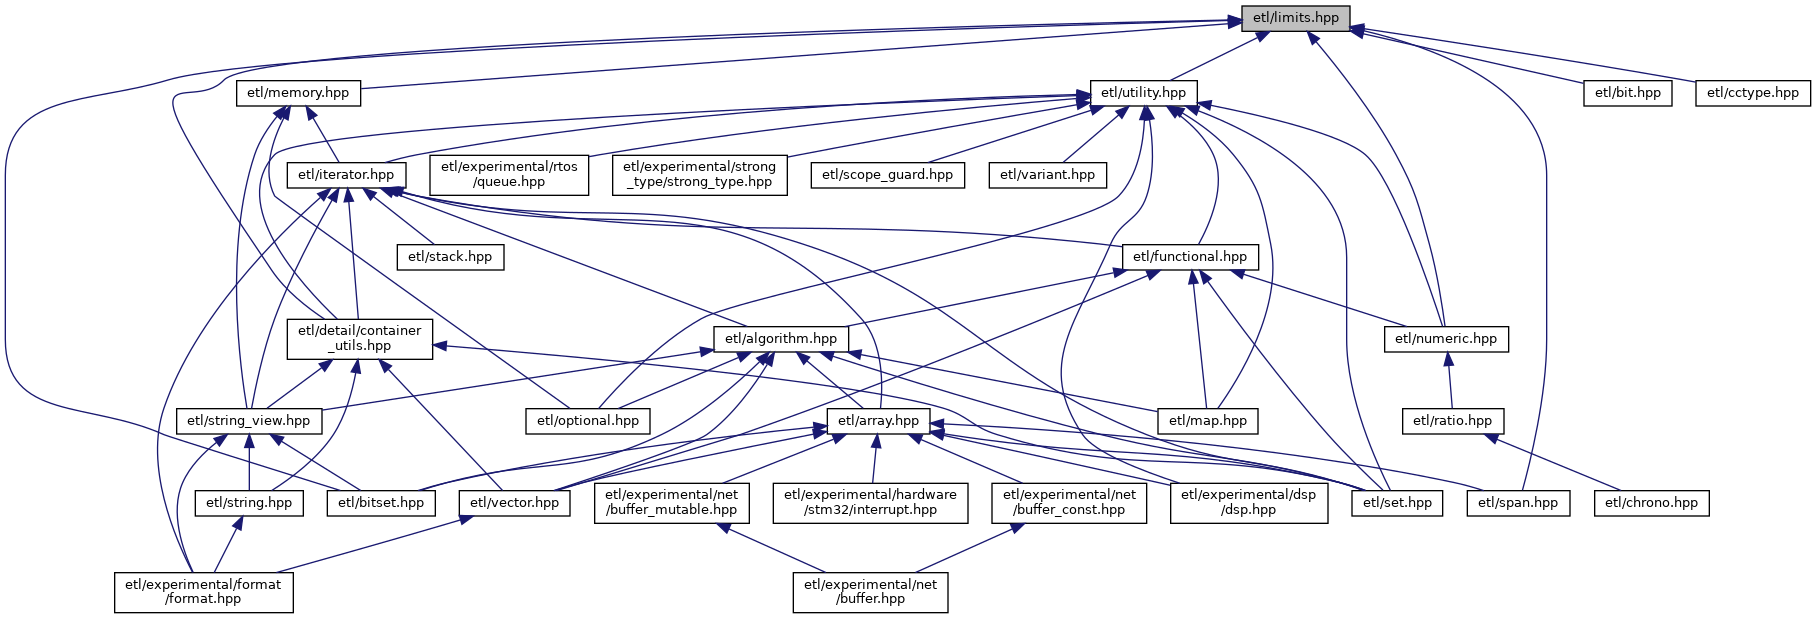 etl/limits.hpp
etl/memory.hpp
etl/utility.hpp
etl/bit.hpp
etl/cctype.hpp
etl/iterator.hpp
etl/experimental/rtos
/queue.hpp
etl/experimental/strong
_type/strong_type.hpp
etl/scope_guard.hpp
etl/variant.hpp
etl/stack.hpp
etl/functional.hpp
etl/detail/container
_utils.hpp
etl/algorithm.hpp
etl/numeric.hpp
etl/string_view.hpp
etl/optional.hpp
etl/array.hpp
etl/map.hpp
etl/ratio.hpp
etl/string.hpp
etl/bitset.hpp
etl/vector.hpp
etl/experimental/net
/buffer_mutable.hpp
etl/experimental/hardware
/stm32/interrupt.hpp
etl/experimental/net
/buffer_const.hpp
etl/experimental/dsp
/dsp.hpp
etl/set.hpp
etl/span.hpp
etl/chrono.hpp
etl/experimental/format
/format.hpp
etl/experimental/net
/buffer.hpp